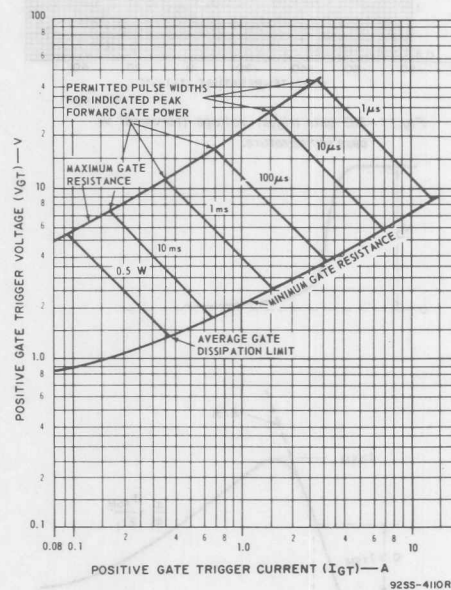 100
8
6
4
2
10
8
6
4
2
1.0
8
6
4
2
0.1
POSITIVE GATE TRIGGER VOLTAGE (VGT)—V
PERMITTED PULSE WIDTHS
FOR INDICATED PEAK
FORWARD GATE POWER
MAXIMUM GATE
RESISTANCE
1μs
10μs
100μs
1 ms
10 ms
0.5 W
MINIMUM GATE RESISTANCE
AVERAGE GATE
DISSIPATION LIMIT
0.08 0.1 2 4 6 8 1.0 2 4 6 8 10
POSITIVE GATE TRIGGER CURRENT (IGT)—A
92SS-4110R